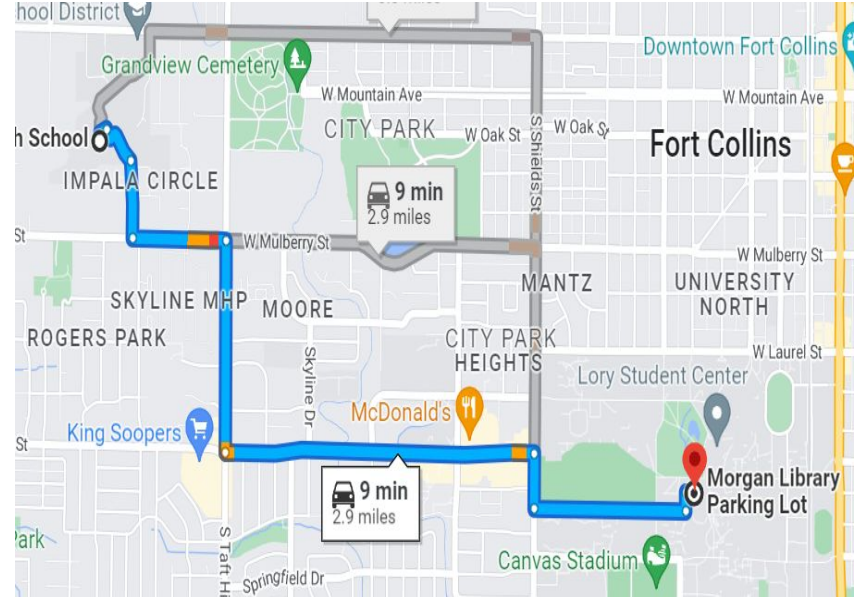 hool District
Grandview Cemetery
Downtown Fort Collins
W Mountain Ave
W Mountain Ave
CITY PARK
W Oak St
W Oak St
S Shields St
h School
Fort Collins
IMPALA CIRCLE
9 min
2.9 miles
St
W Mulberry St
W Mulberry St
MANTZ
UNIVERSITY
NORTH
SKYLINE MHP
MOORE
ROGERS PARK
CITY PARK
HEIGHTS
W Laurel St
Skyline Dr
Lory Student Center
McDonald's
King Soopers
St
9 min
2.9 miles
Morgan Library
Parking Lot
Park
S Taft Hi
Canvas Stadium
Springfield Dr